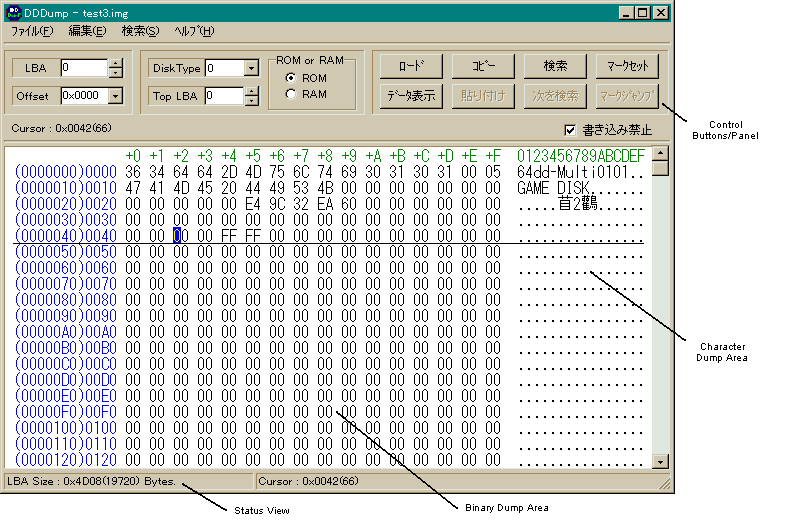 DDDump - test3.img
ファイル(F) 編集(E) 検索(S) ヘルプ(H)
LBA 0 DiskType 0 ROM or RAM ロード コピー 検索 マークセット
ROM
Offset 0x0000 Top LBA 0 RAM データ表示 貼り付け 次を検索 マークジャンプ
Control
Buttons/Panel
Cursor : 0x0042(66) 書き込み禁止
+0 +1 +2 +3 +4 +5 +6 +7 +8 +9 +A +B +C +D +E +F 0123456789ABCDEF
(0000000)0000 36 34 64 64 2D 4D 75 6C 74 69 30 31 30 31 00 05 64dd-Multi0101..
(0000010)0010 47 41 4D 45 20 44 49 53 4B 00 00 00 00 00 00 00 GAME DISK.......
(0000020)0020 00 00 00 00 00 E4 9C 32 EA 60 00 00 00 00 00 00 .....苜2鸛......
(0000030)0030 00 00 00 00 00 00 00 00 00 00 00 00 00 00 00 00 ................
(0000040)0040 00 00 00 00 FF FF 00 00 00 00 00 00 00 00 00 00 ................
(0000050)0050 00 00 00 00 00 00 00 00 00 00 00 00 00 00 00 00 ................
(0000060)0060 00 00 00 00 00 00 00 00 00 00 00 00 00 00 00 00 ................
(0000070)0070 00 00 00 00 00 00 00 00 00 00 00 00 00 00 00 00 ................
(0000080)0080 00 00 00 00 00 00 00 00 00 00 00 00 00 00 00 00 ................
(0000090)0090 00 00 00 00 00 00 00 00 00 00 00 00 00 00 00 00 ................
(00000A0)00A0 00 00 00 00 00 00 00 00 00 00 00 00 00 00 00 00 ................
(00000B0)00B0 00 00 00 00 00 00 00 00 00 00 00 00 00 00 00 00 ................
(00000C0)00C0 00 00 00 00 00 00 00 00 00 00 00 00 00 00 00 00 ................
(00000D0)00D0 00 00 00 00 00 00 00 00 00 00 00 00 00 00 00 00 ................
(00000E0)00E0 00 00 00 00 00 00 00 00 00 00 00 00 00 00 00 00 ................
(00000F0)00F0 00 00 00 00 00 00 00 00 00 00 00 00 00 00 00 00 ................
(0000100)0100 00 00 00 00 00 00 00 00 00 00 00 00 00 00 00 00 ................
(0000110)0110 00 00 00 00 00 00 00 00 00 00 00 00 00 00 00 00 ................
(0000120)0120 00 00 00 00 00 00 00 00 00 00 00 00 00 00 00 00 ................
Character
Dump Area
LBA Size : 0x4D08(19720) Bytes. Cursor : 0x0042(66)
Status View
Binary Dump Area